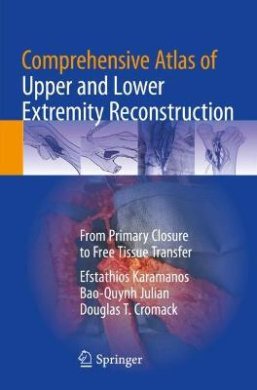 Comprehensive Atlas of
Upper and Lower
Extremity Reconstruction
From Primary Closure
to Free Tissue Transfer
Efstathios Karamanos
Bao-Quynh Julian
Douglas T. Cromack
Springer